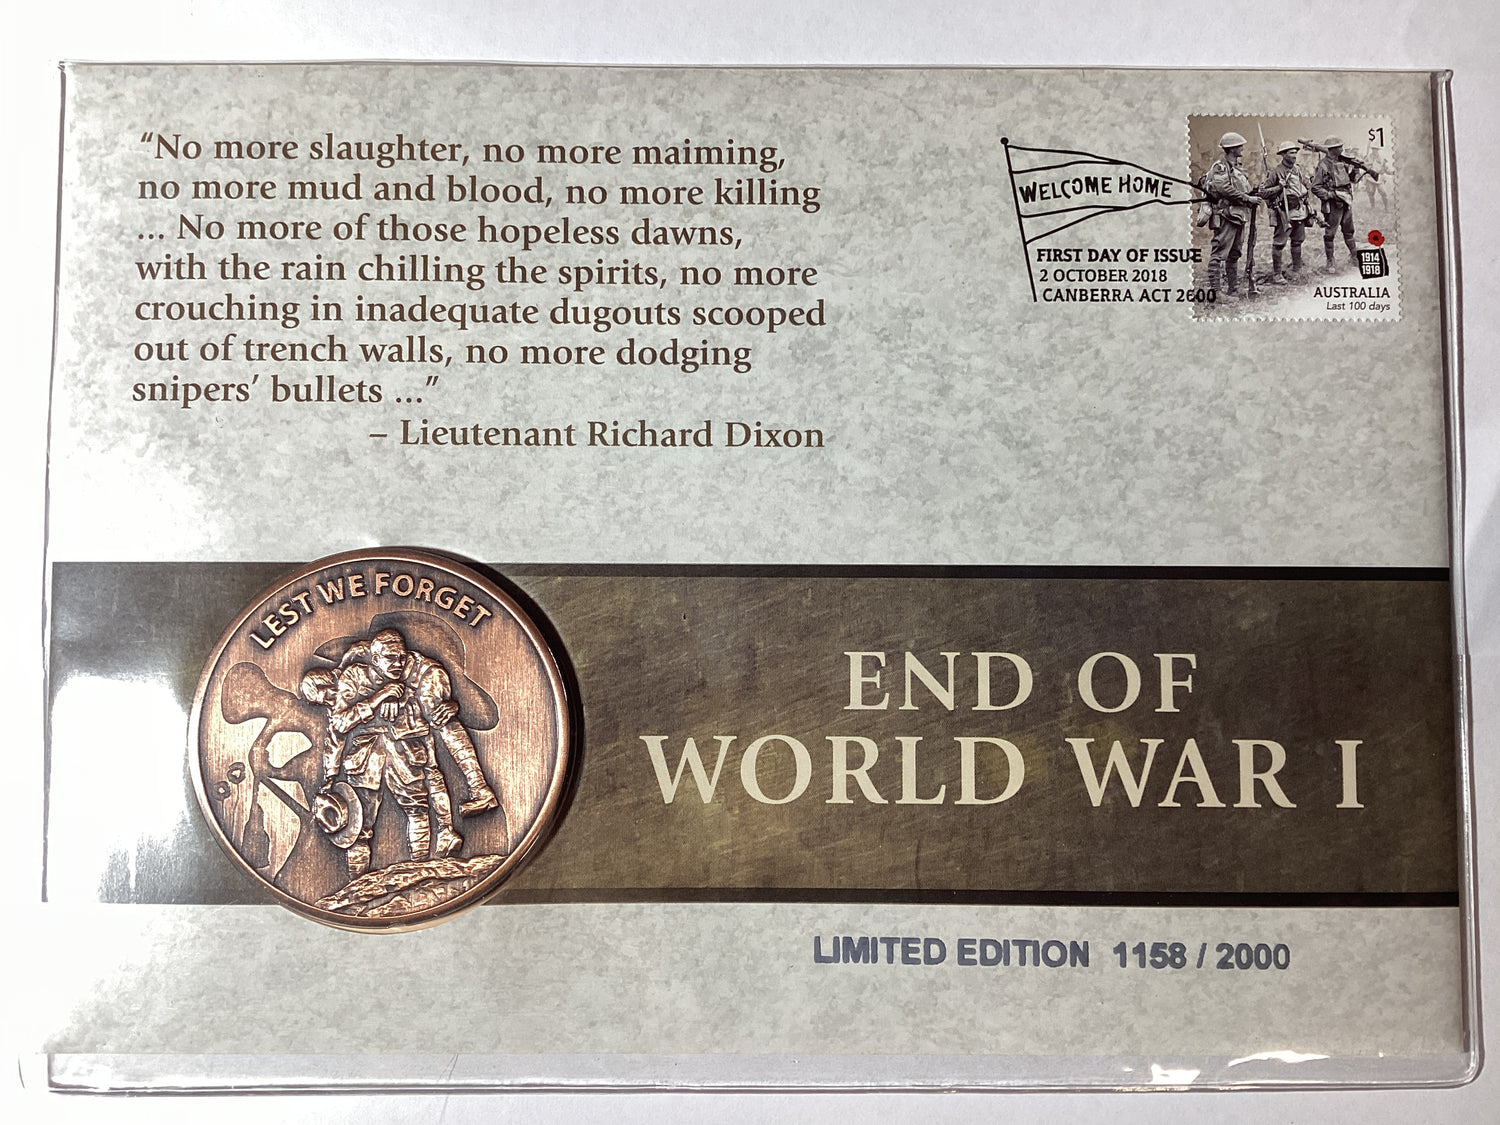 “No more slaughter, no more maiming,
no more mud and blood, no more killing
... No more of those hopeless dawns,
with the rain chilling the spirits, no more
crouching in inadequate dugouts scooped
out of trench walls, no more dodging
snipers’ bullets ...”
– Lieutenant Richard Dixon
WELCOME HOME
FIRST DAY OF ISSUE
2 OCTOBER 2018
CANBERRA ACT 2600
$1
1914
1918
AUSTRALIA
Last 100 days
LEST WE FORGET
END OF
WORLD WAR I
LIMITED EDITION 1158 / 2000